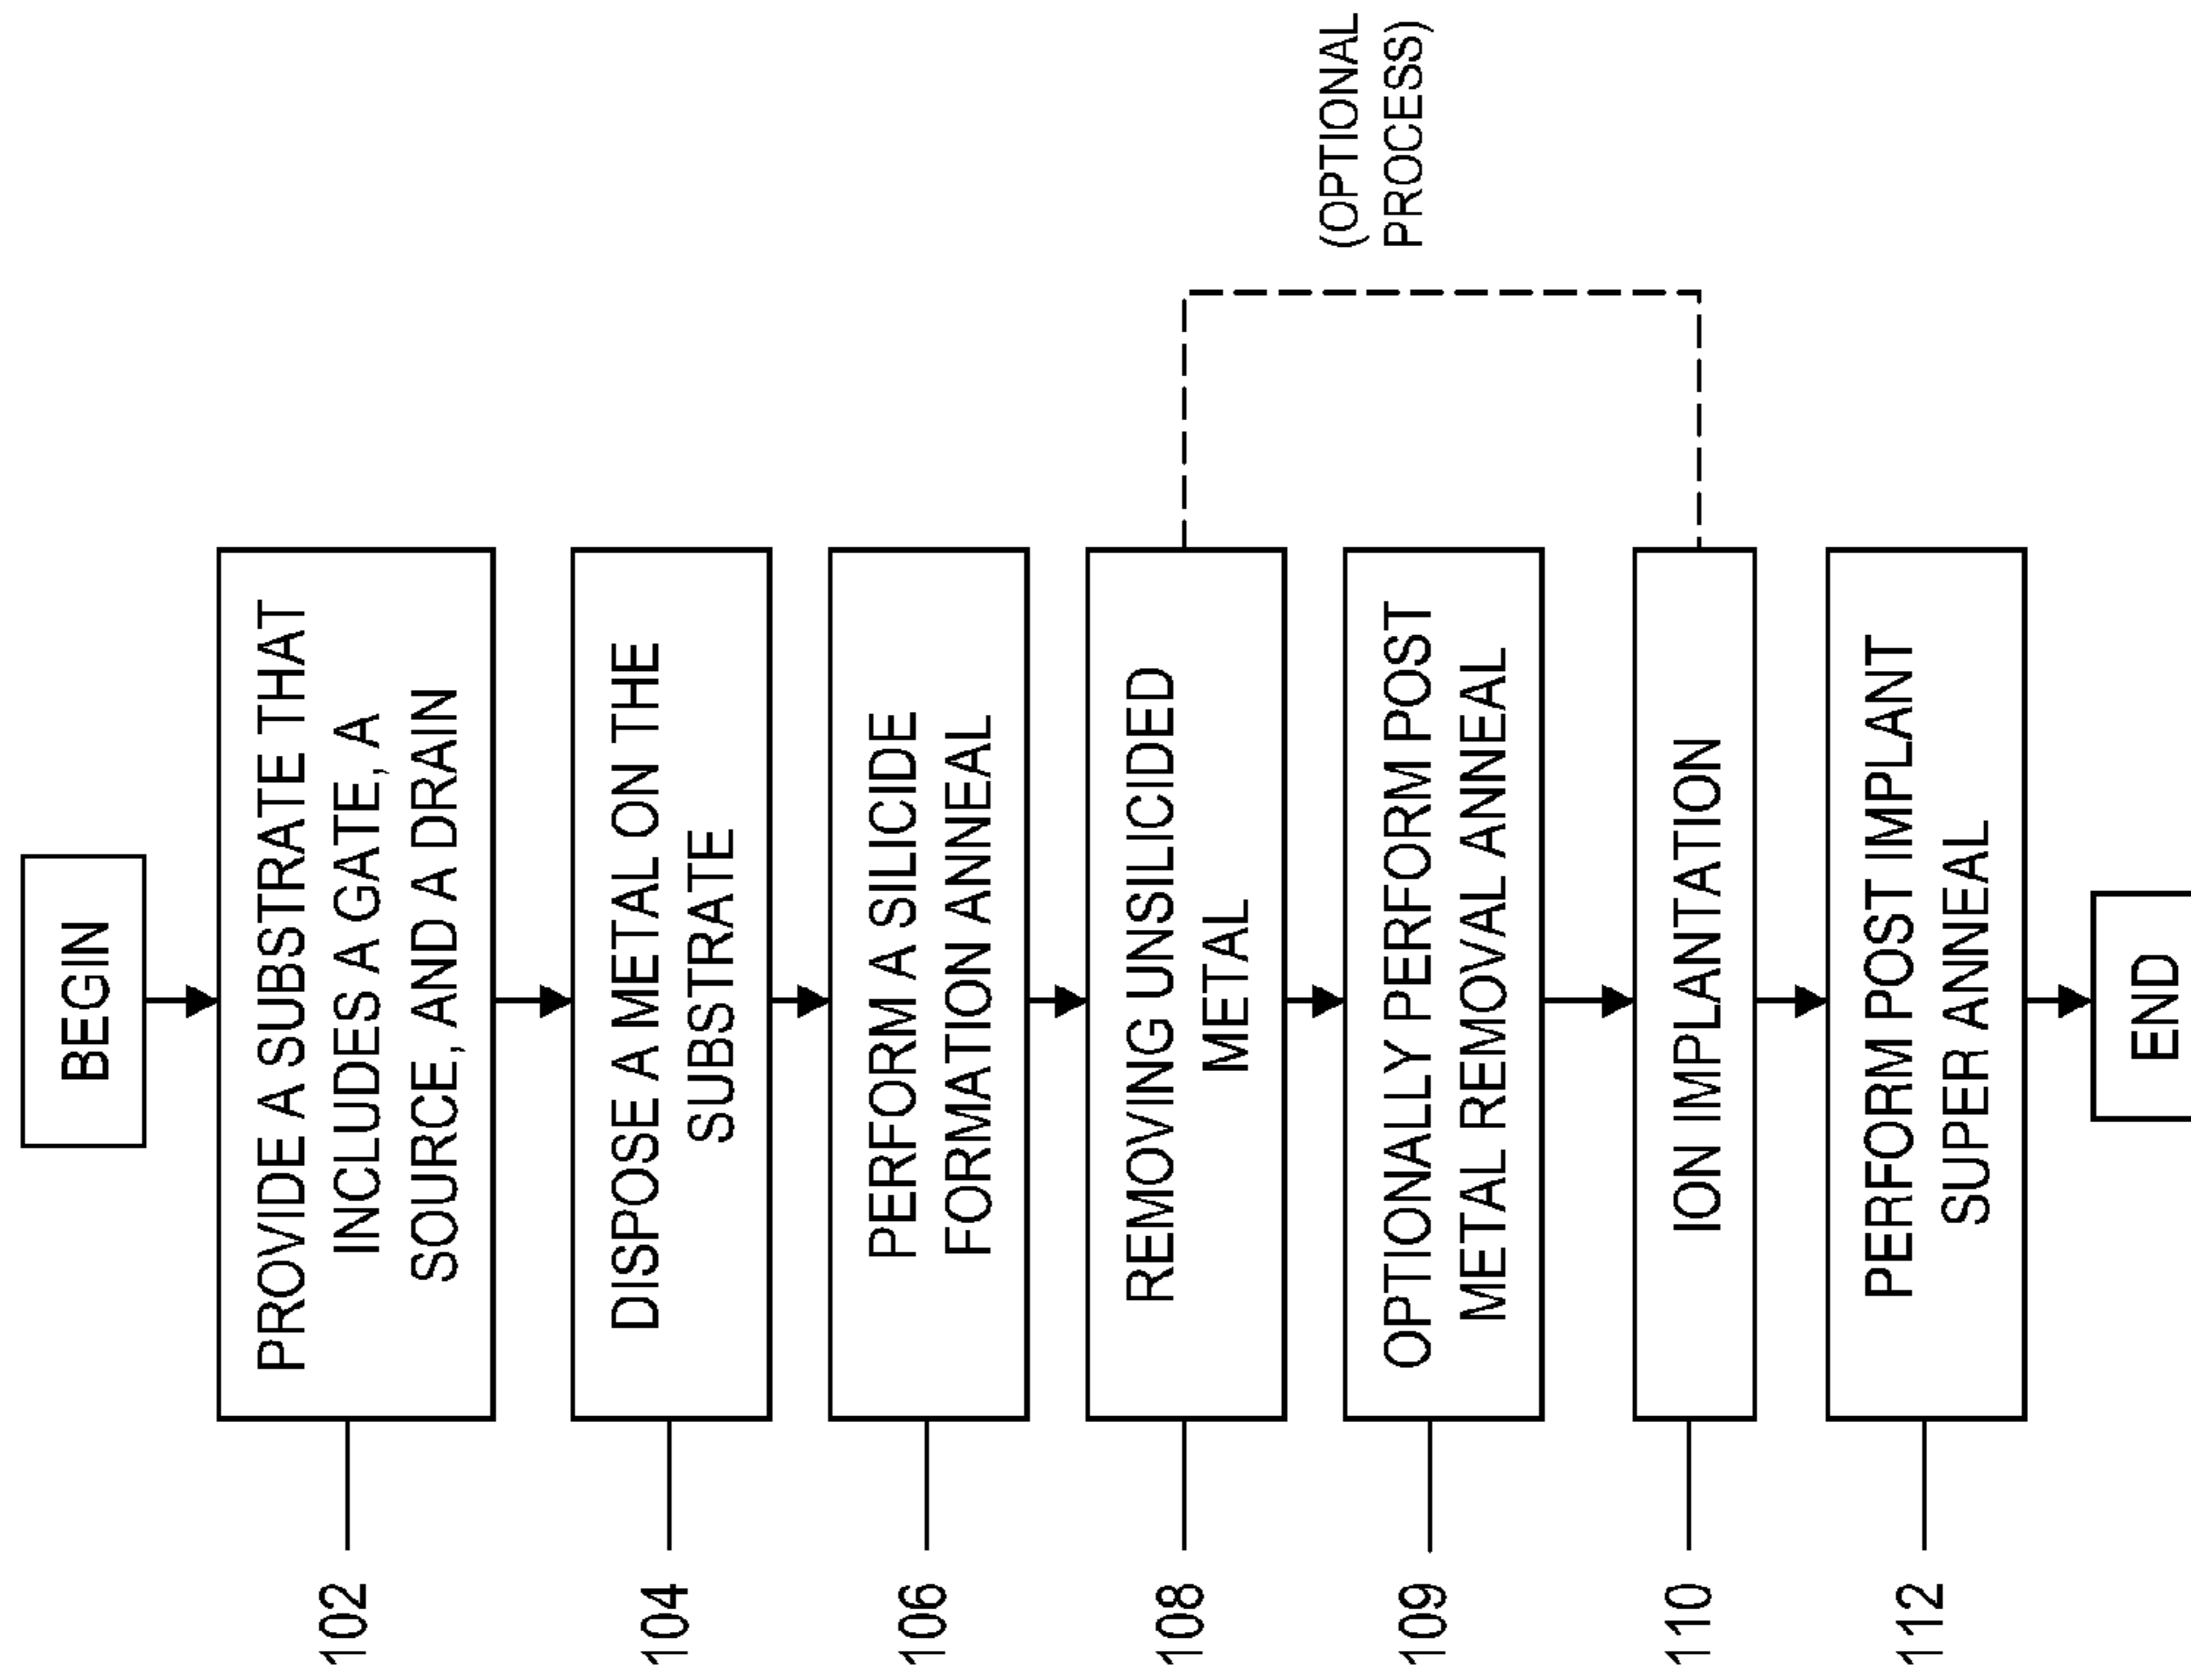 BEGIN
102
PROVIDE A SUBSTRATE THAT
INCLUDES A GATE, A
SOURCE, AND A DRAIN
104
DISPOSE A METAL ON THE
SUBSTRATE
106
PERFORM A SILICIDE
FORMATION ANNEAL
108
REMOVING UNSILICIDED
METAL
(OPTIONAL
PROCESS)
109
OPTIONALLY PERFORM POST
METAL REMOVAL ANNEAL
110
ION IMPLANTATION
112
PERFORM POST IMPLANT
SUPER ANNEAL
END